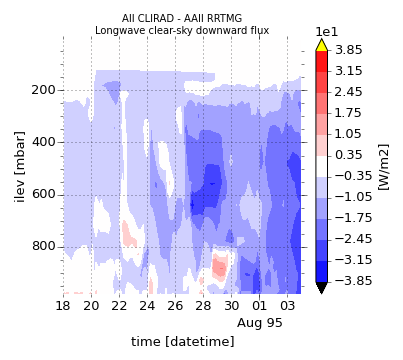 All CLIRAD - AAll RRTMG
Longwave clear-sky downward flux
1e1
3.85
3.15
2.45
1.75
1.05
0.35
−0.35
−1.05
−1.75
−2.45
−3.15
−3.85
[W/m2]
ilev [mbar]
200
400
600
800
18 20 22 24 26 28 30 01 03
Aug 95
time [datetime]